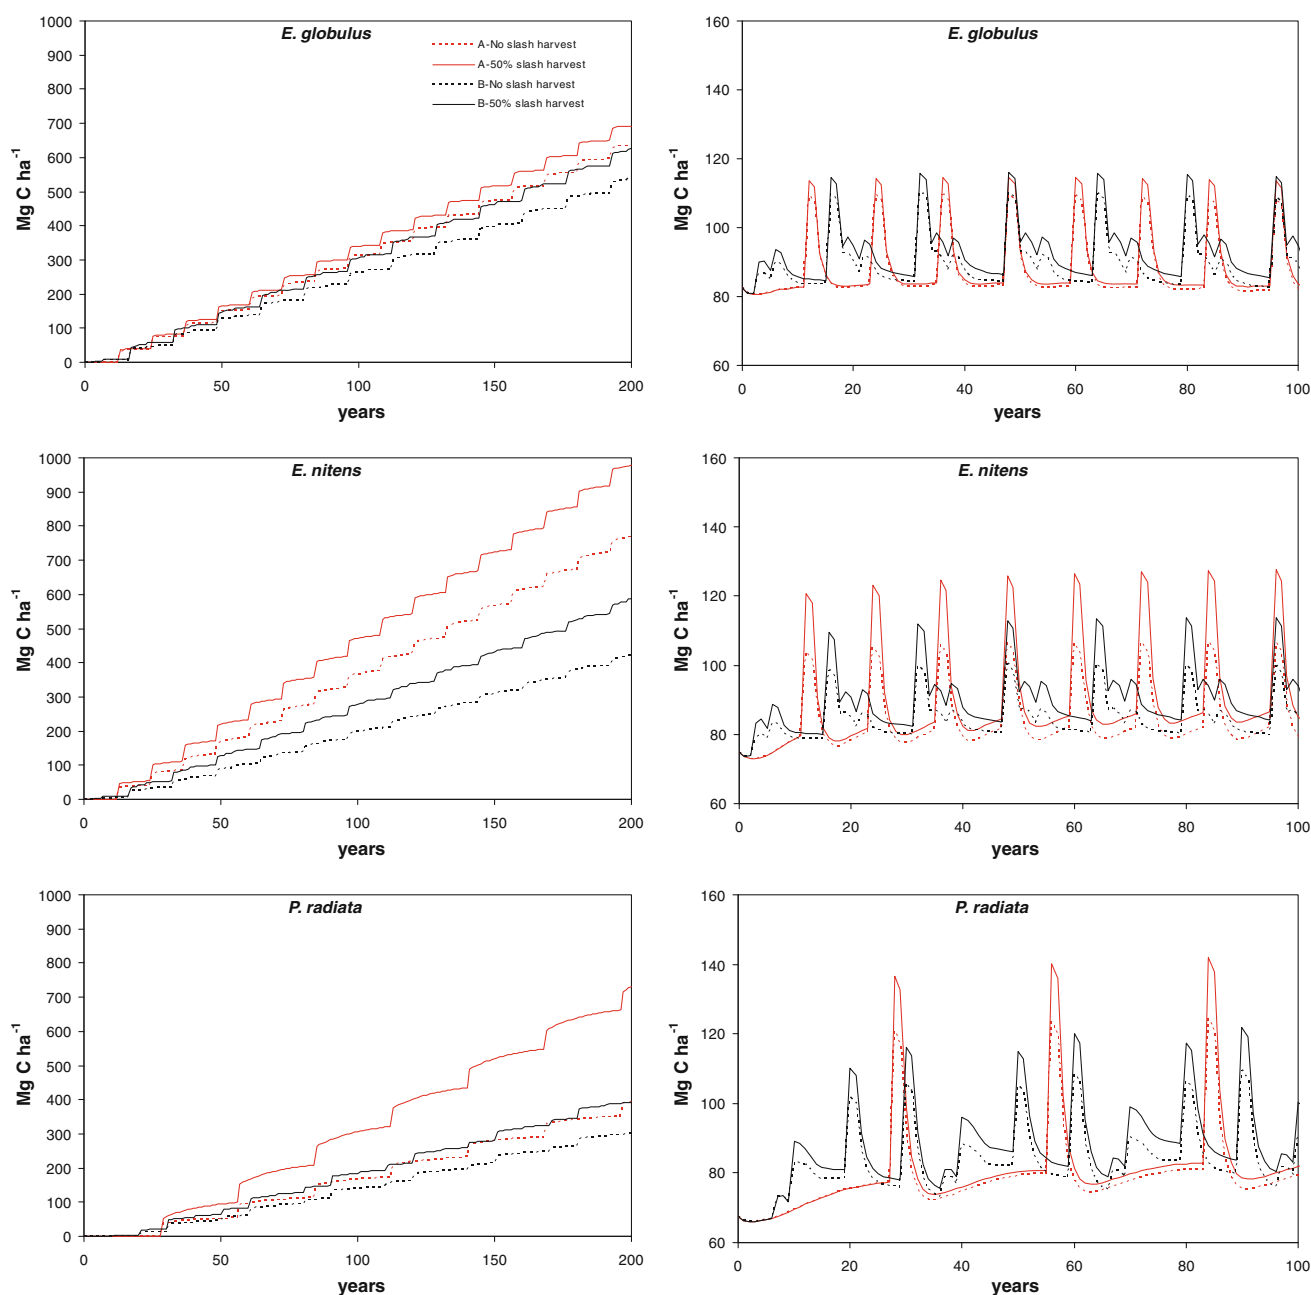 E. globulus
A-No slash harvest
A-50% slash harvest
B-No slash harvest
B-50% slash harvest
Mg C ha-1
1000
900
800
700
600
500
400
300
200
100
0
0 50 100 150 200
years
E. globulus
Mg C ha-1
160
140
120
100
80
60
0 20 40 60 80 100
years
E. nitens
Mg C ha-1
1000
900
800
700
600
500
400
300
200
100
0
0 50 100 150 200
years
E. nitens
Mg C ha-1
160
140
120
100
80
60
0 20 40 60 80 100
years
P. radiata
Mg C ha-1
1000
900
800
700
600
500
400
300
200
100
0
0 50 100 150 200
years
P. radiata
Mg C ha-1
160
140
120
100
80
60
0 20 40 60 80 100
years